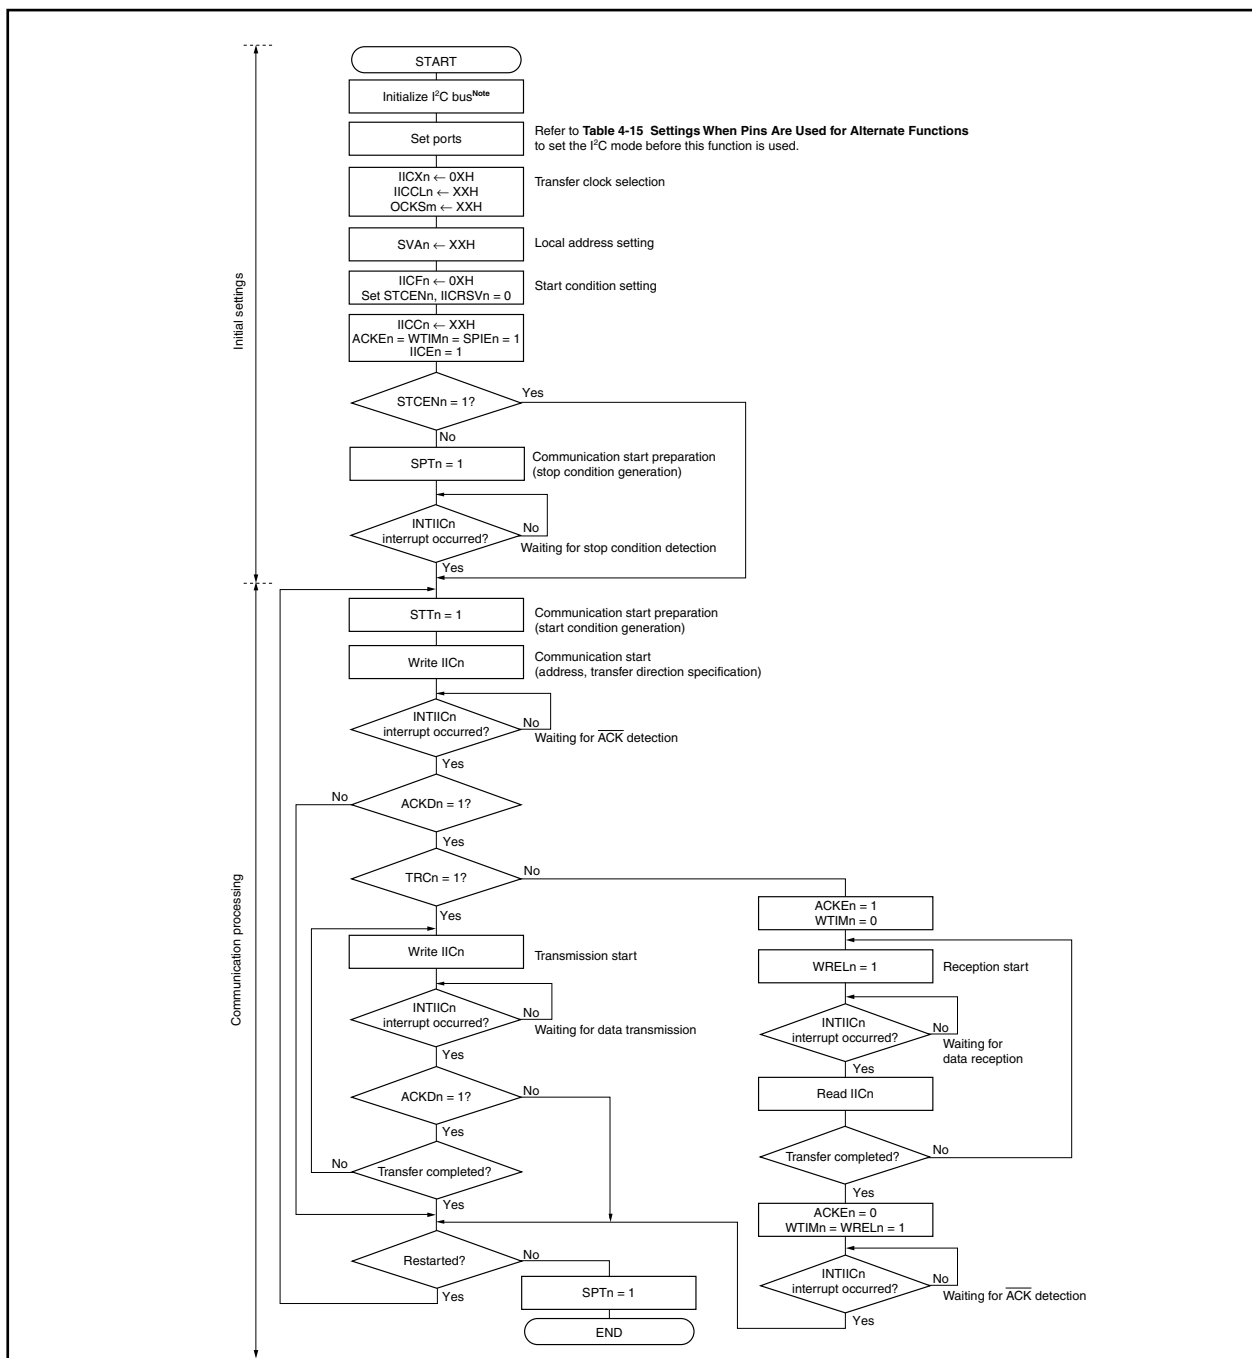 START
Initialize I²C bus^Note
Set ports
Refer to Table 4-15 Settings When Pins Are Used for Alternate Functions
to set the I²C mode before this function is used.
IICXn ← 0XH
IICCLn ← XXH
OCKSm ← XXH
Transfer clock selection
SVAn ← XXH
Local address setting
IICFn ← 0XH
Set STCENn, IICRSVn = 0
Start condition setting
IICCn ← XXH
ACKEn = WTIMn = SPIEn = 1
IICEn = 1
Initial settings
STCENn = 1?
Yes
No
SPTn = 1
Communication start preparation
(stop condition generation)
INTIICn
interrupt occurred?
No
Waiting for stop condition detection
Yes
STTn = 1
Communication start preparation
(start condition generation)
Write IICn
Communication start
(address, transfer direction specification)
INTIICn
interrupt occurred?
No
Waiting for ACK detection
Yes
No
ACKDn = 1?
Yes
TRCn = 1?
No
Yes
Communication processing
Write IICn
Transmission start
INTIICn
interrupt occurred?
No
Waiting for data transmission
Yes
ACKDn = 1?
No
Yes
No
Transfer completed?
Yes
Restarted?
No
Yes
SPTn = 1
END
ACKEn = 1
WTIMn = 0
WRELn = 1
Reception start
INTIICn
interrupt occurred?
No
Waiting for
data reception
Yes
Read IICn
Transfer completed?
No
Yes
ACKEn = 0
WTIMn = WRELn = 1
INTIICn
interrupt occurred?
No
Waiting for ACK detection
Yes